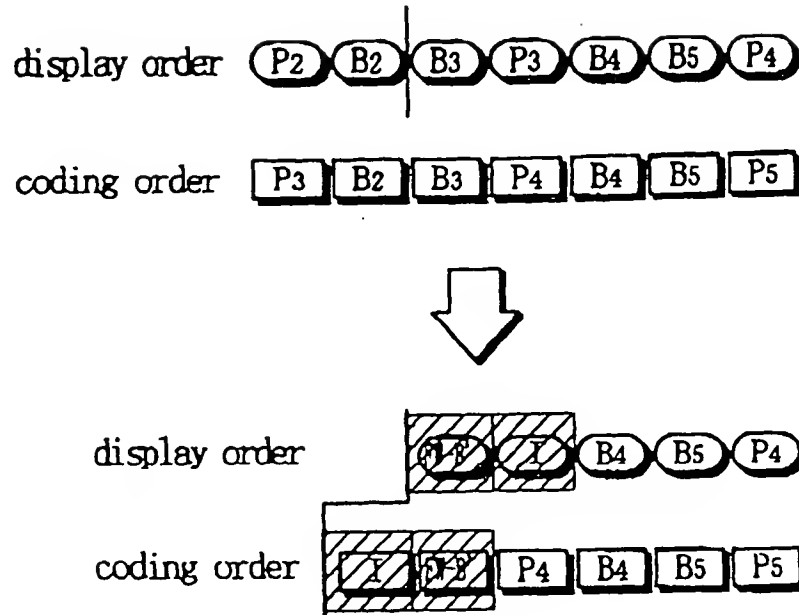 display order P2 B2 B3 P3 B4 B5 P4
coding order P3 B2 B3 P4 B4 B5 P5
display order I B4 B5 P4
coding order I P4 B4 B5 P5